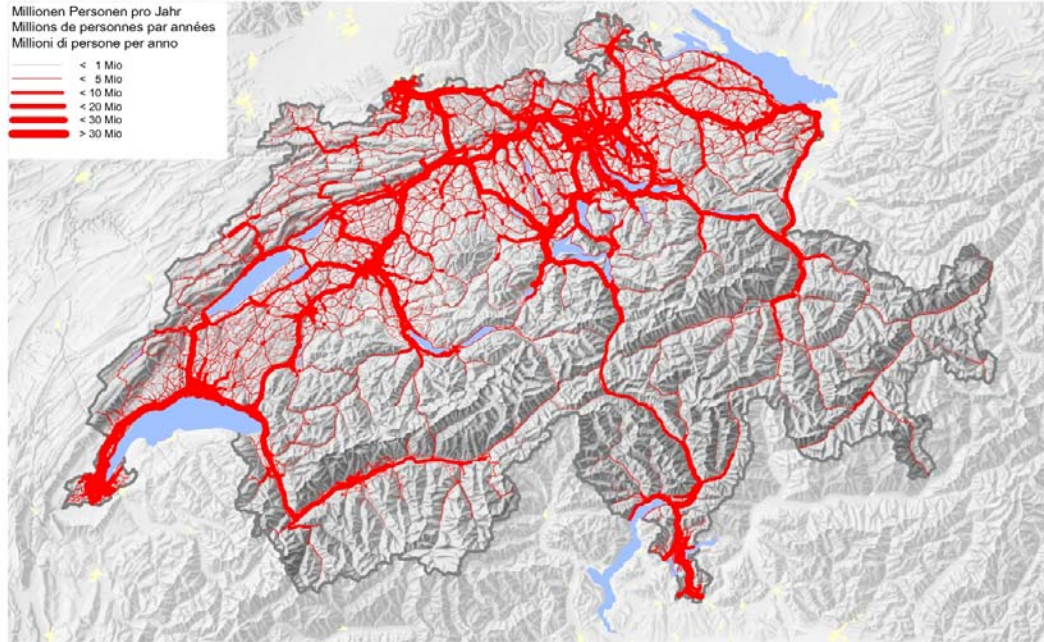 Millionen Personen pro Jahr
Millions de personnes par années
Millioni di persone per anno
< 1 Mio
< 5 Mio
< 10 Mio
< 20 Mio
< 30 Mio
> 30 Mio